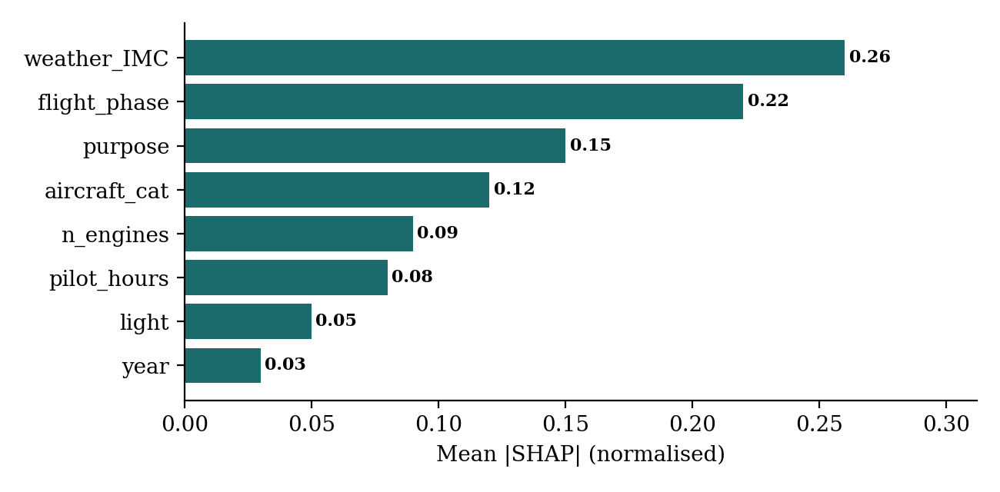 weather_IMC 0.26
flight_phase 0.22
purpose 0.15
aircraft_cat 0.12
n_engines 0.09
pilot_hours 0.08
light 0.05
year 0.03
0.00 0.05 0.10 0.15 0.20 0.25 0.30
Mean |SHAP| (normalised)